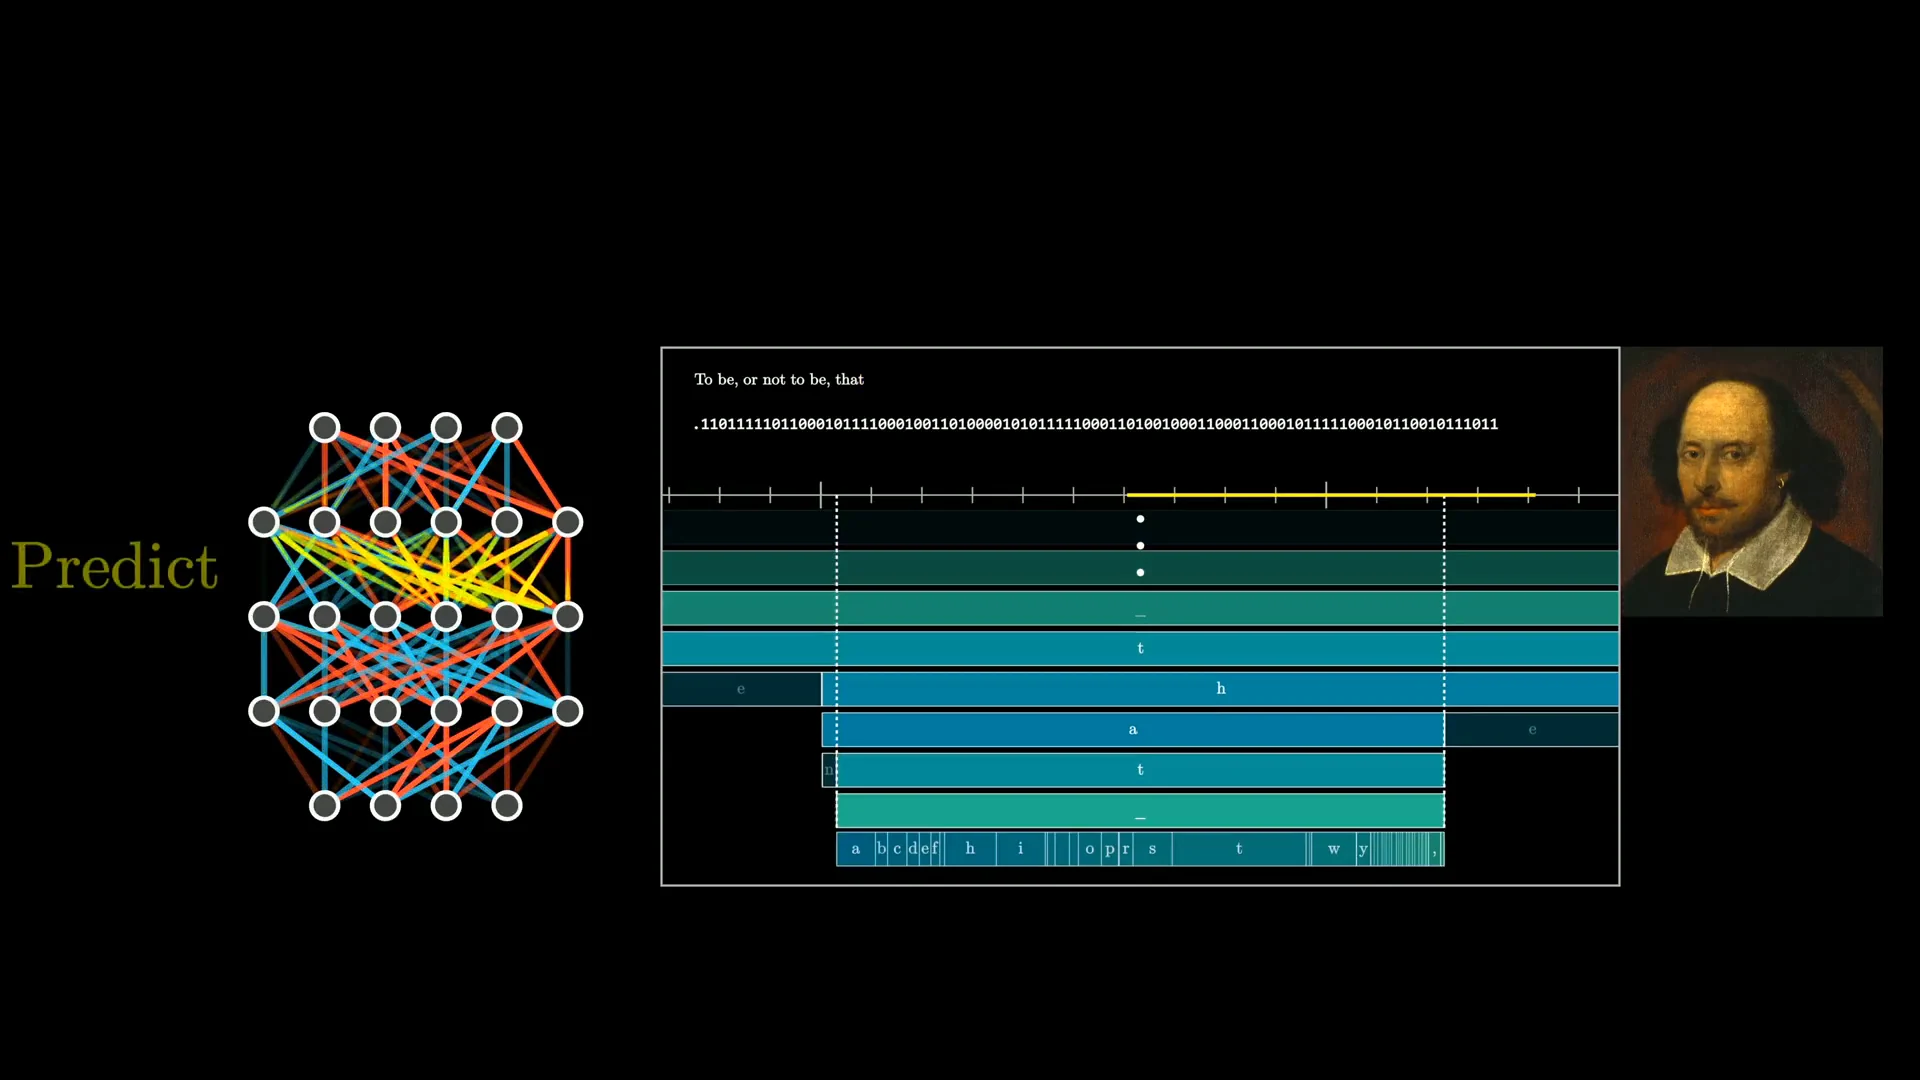 Predict
To be, or not to be, that
.110111110110001011110001001101000010101111100011010010001100011000101111100010110010111011
_
t
e h
a e
n t
_
a b c d e f h i o p r s t w y ,